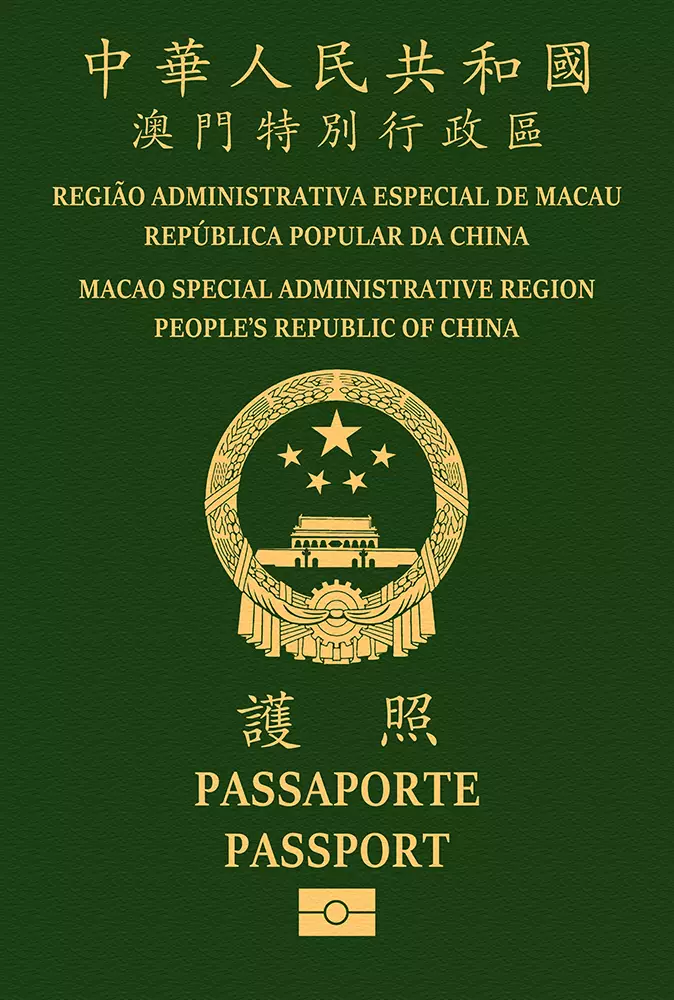 中華人民共和國
澳門特別行政區
REGIÃO ADMINISTRATIVA ESPECIAL DE MACAU
REPÚBLICA POPULAR DA CHINA
MACAO SPECIAL ADMINISTRATIVE REGION
PEOPLE'S REPUBLIC OF CHINA
護照
PASSAPORTE
PASSPORT